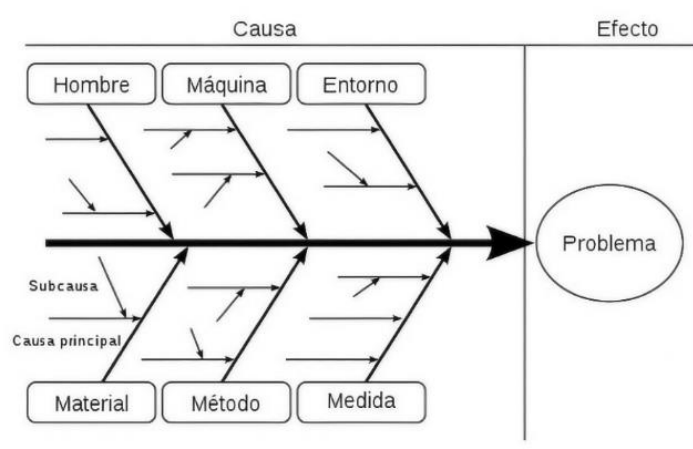 Causa
Efecto
Hombre
Máquina
Entorno
Problema
Subcausa
Causa principal
Material
Método
Medida